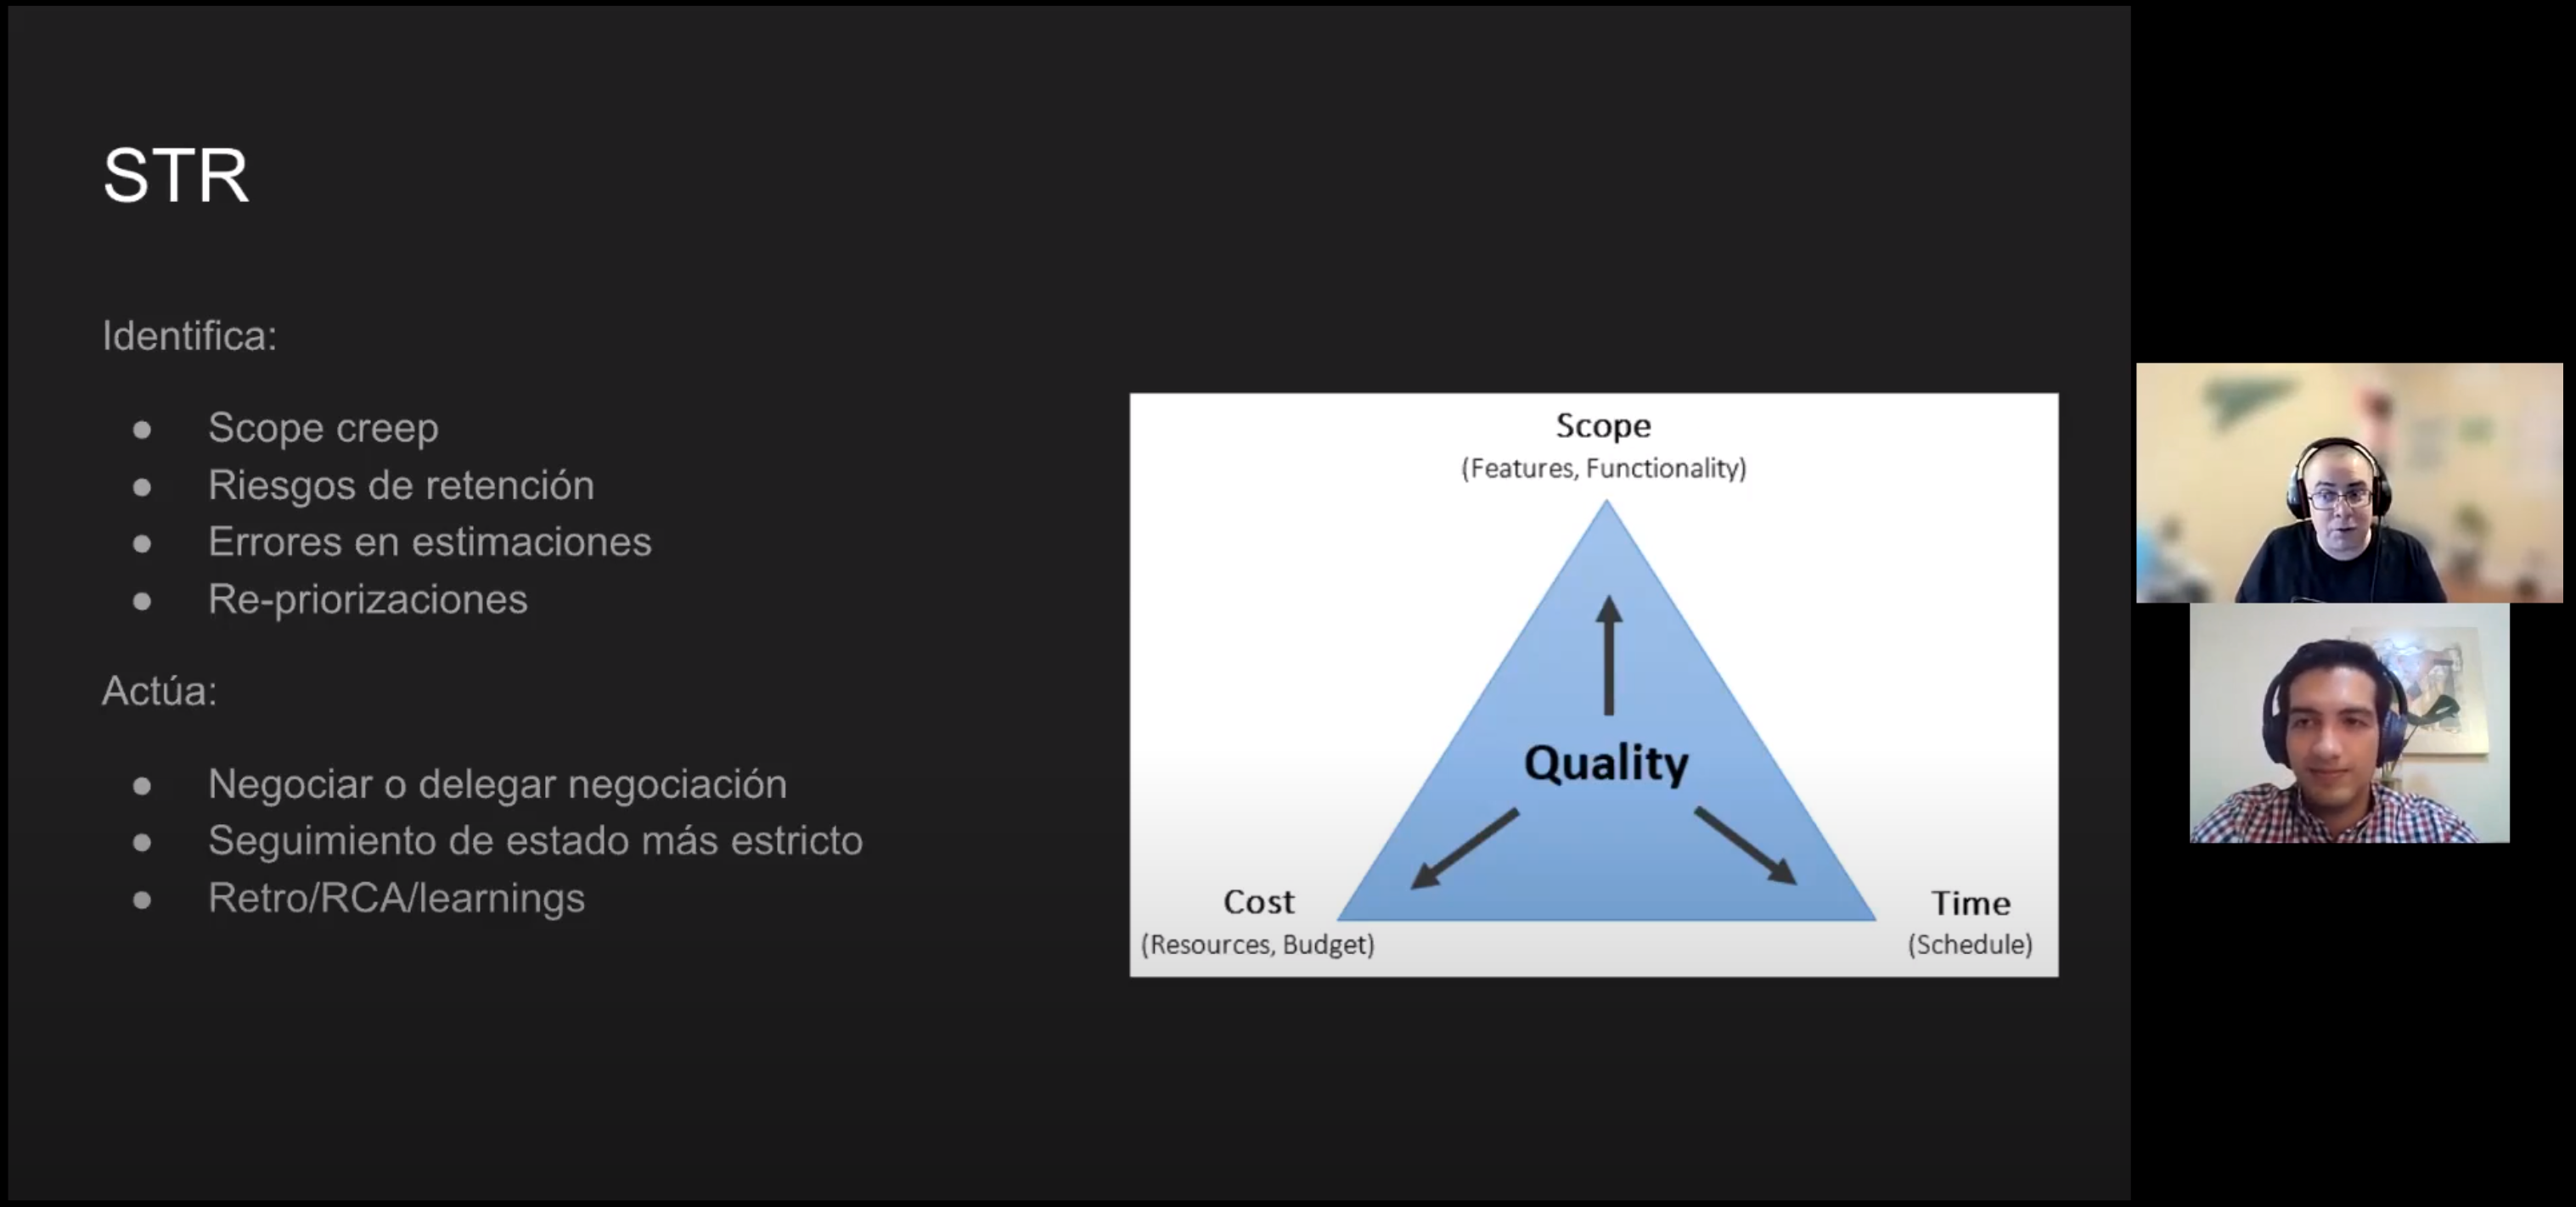 STR
Identifica:
● Scope creep
● Riesgos de retención
● Errores en estimaciones
● Re-priorizaciones
Actúa:
● Negociar o delegar negociación
● Seguimiento de estado más estricto
● Retro/RCA/learnings
Scope
(Features, Functionality)
Quality
Cost
(Resources, Budget)
Time
(Schedule)